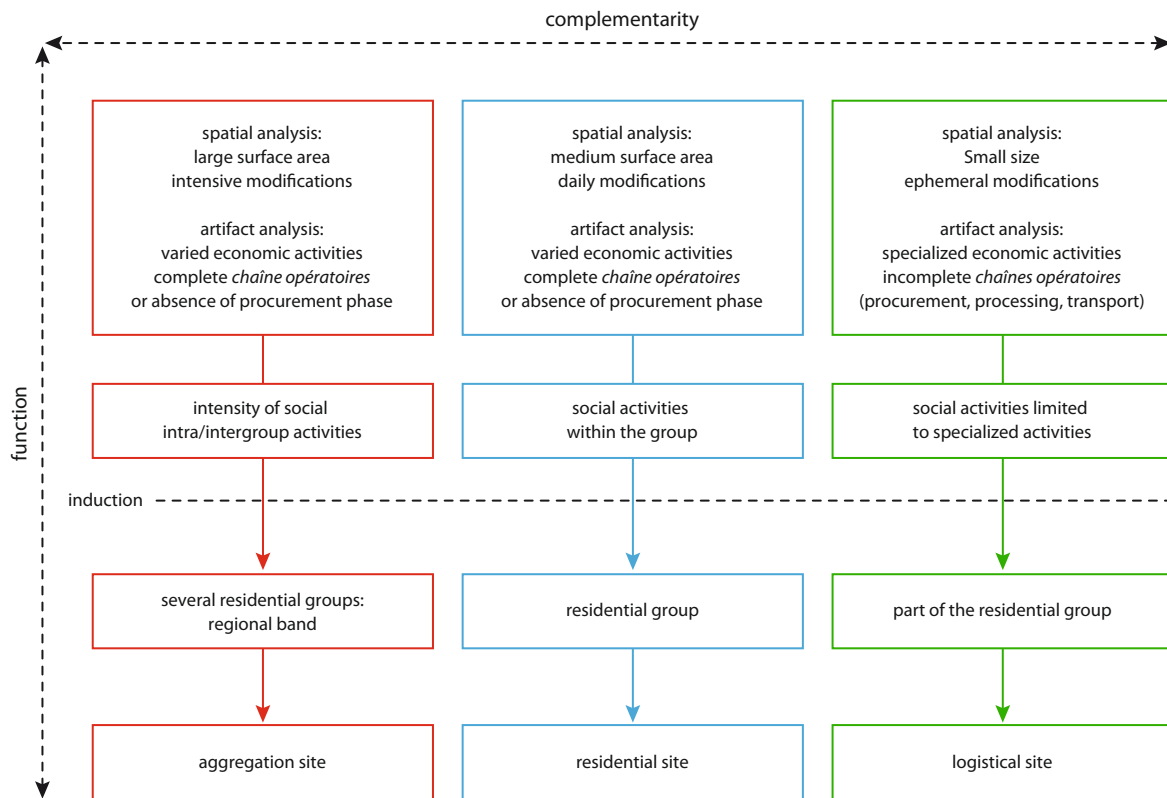 complementarity
function
spatial analysis:
large surface area
intensive modifications
artifact analysis:
varied economic activities
complete chaîne opératoires
or absence of procurement phase
spatial analysis:
medium surface area
daily modifications
artifact analysis:
varied economic activities
complete chaîne opératoires
or absence of procurement phase
spatial analysis:
Small size
ephemeral modifications
artifact analysis:
specialized economic activities
incomplete chaînes opératoires
(procurement, processing, transport)
intensity of social
intra/intergroup activities
social activities
within the group
social activities limited
to specialized activities
induction
several residential groups:
regional band
residential group
part of the residential group
aggregation site
residential site
logistical site